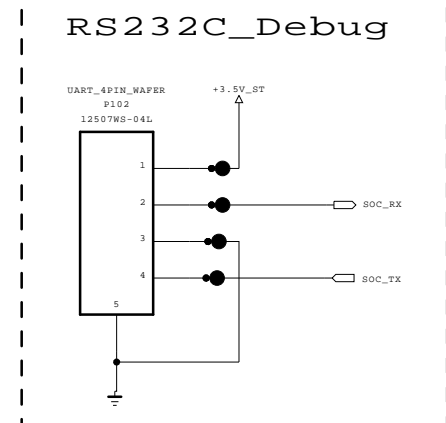 RS232C_Debug
UART_4PIN_WAFER
P102
12507WS-04L
+3.5V_ST
1
2
SOC_RX
3
4
SOC_TX
5